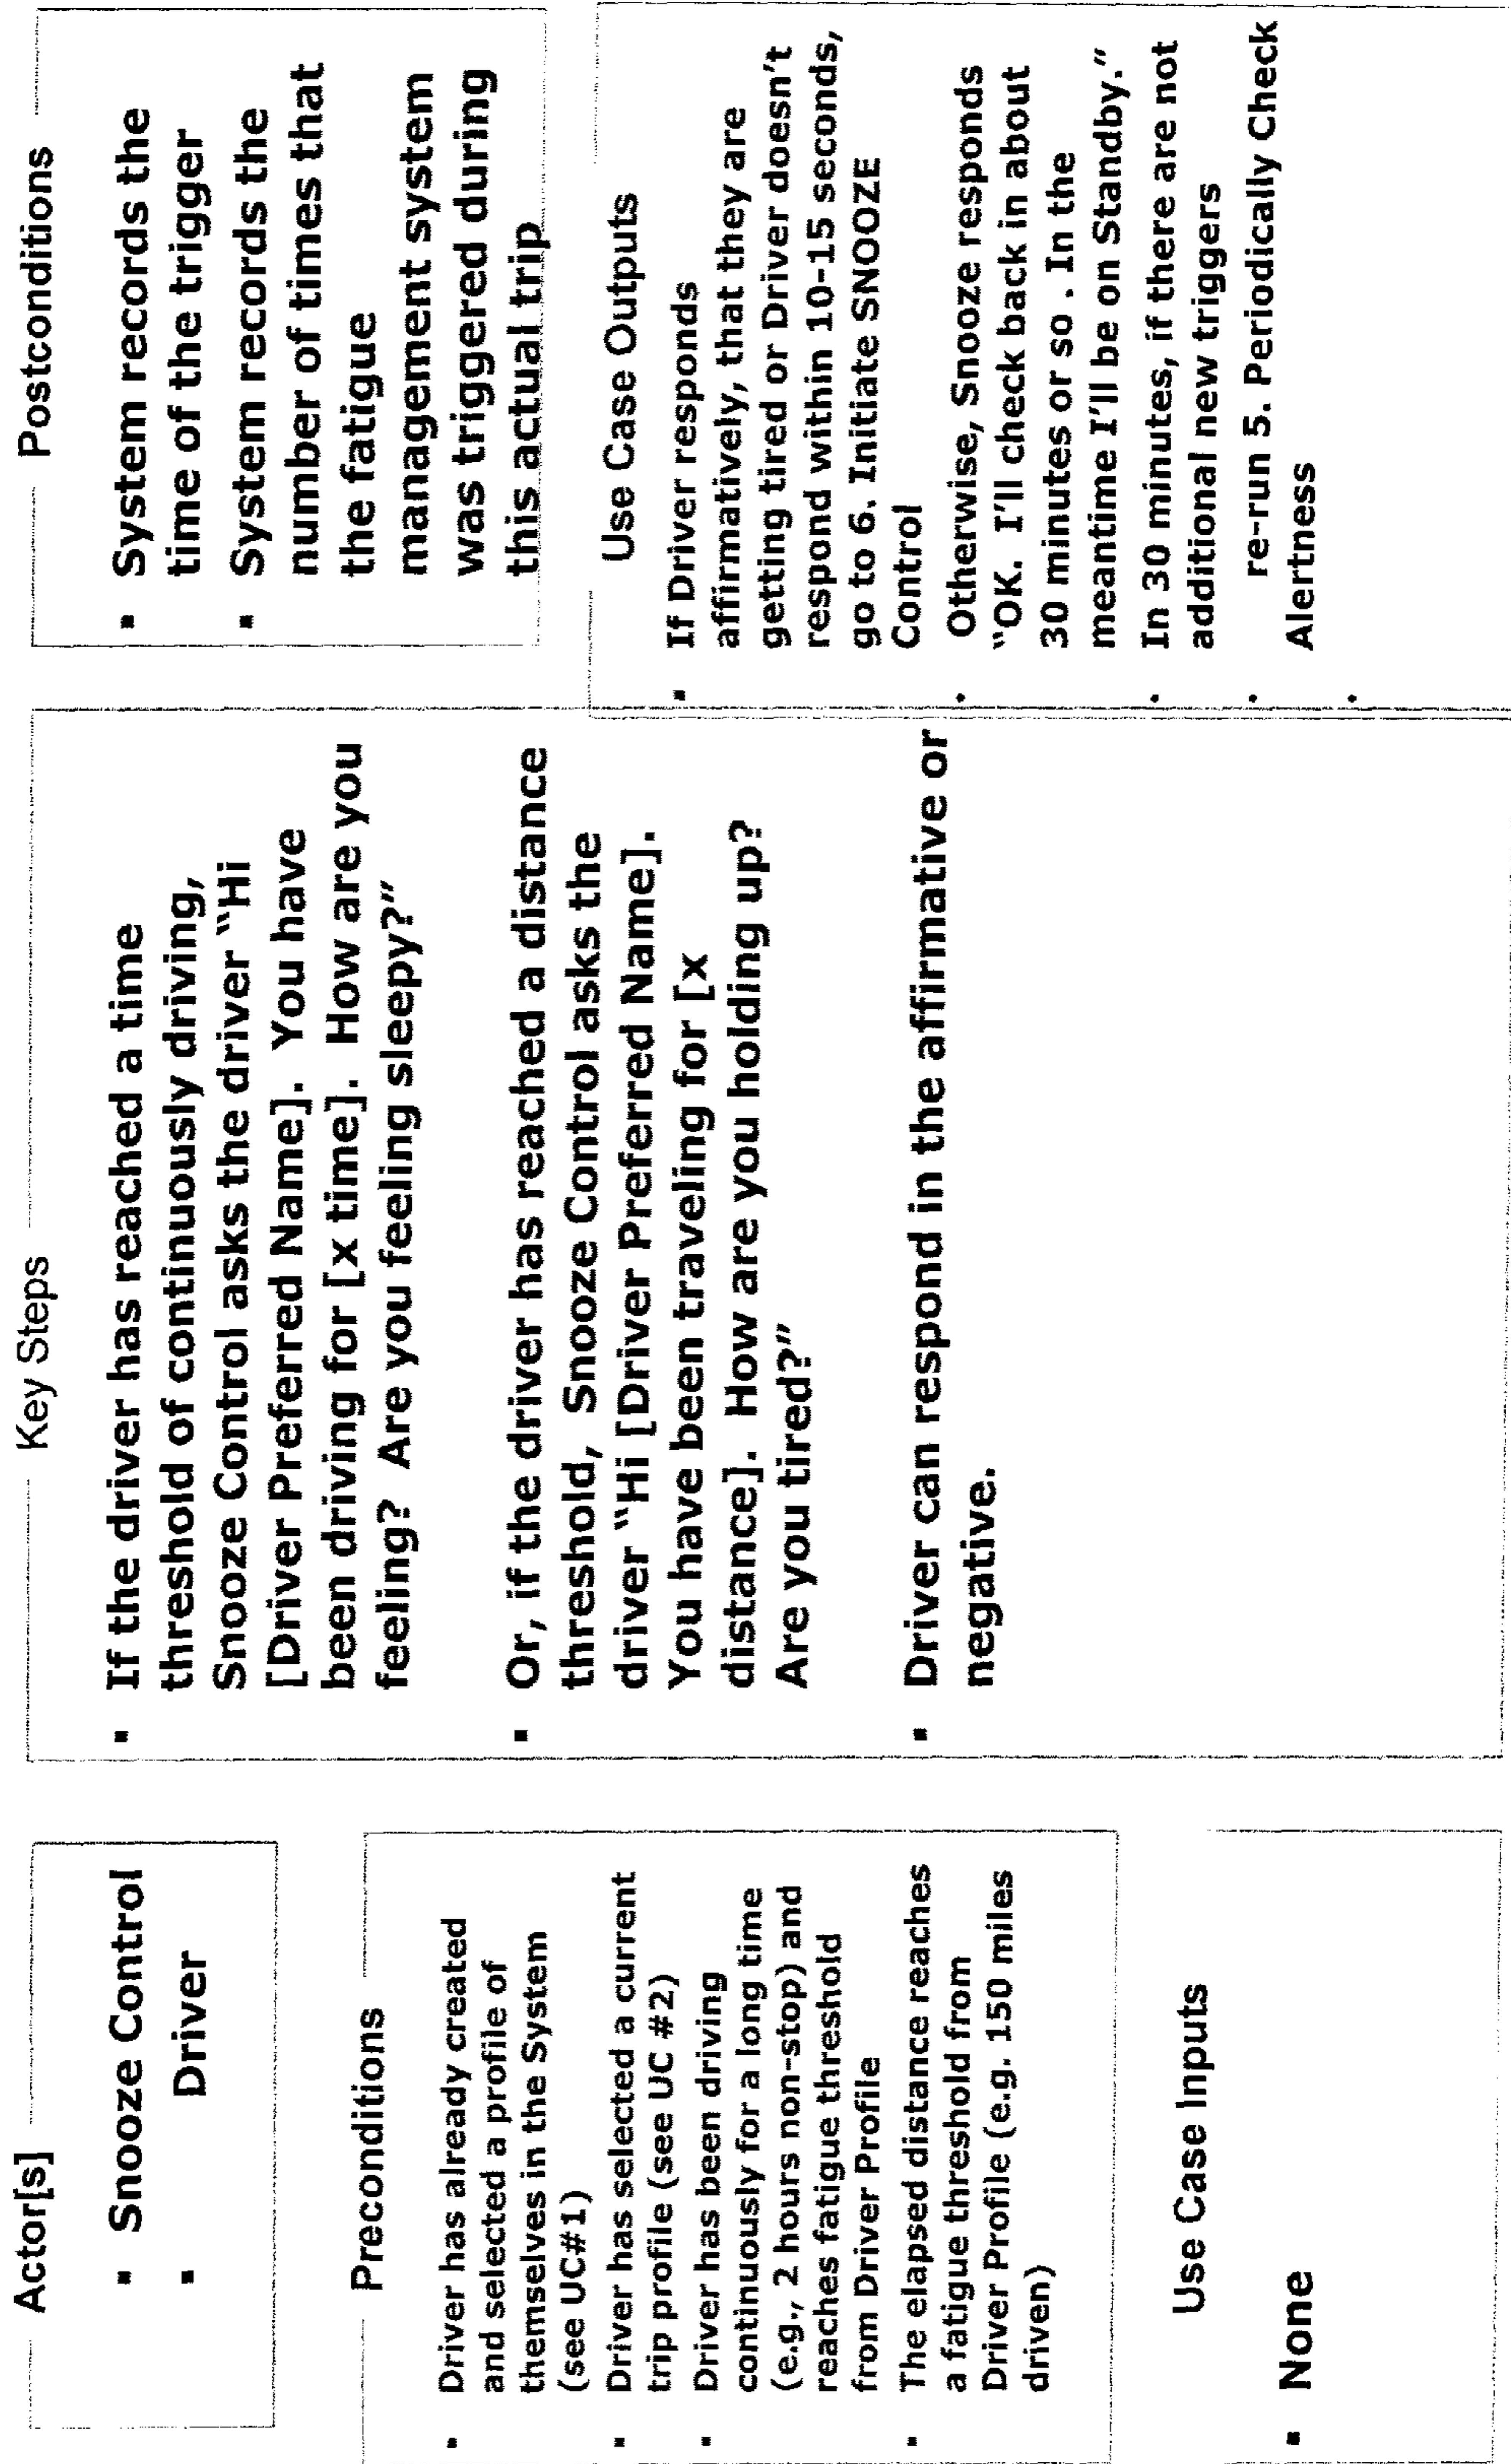 Actor[s]
▪ Snooze Control
▪ Driver
Preconditions
▪ Driver has already created
and selected a profile of
themselves in the System
(see UC#1)
▪ Driver has selected a current
trip profile (see UC #2)
▪ Driver has been driving
continuously for a long time
(e.g., 2 hours non-stop) and
reaches fatigue threshold
from Driver Profile
▪ The elapsed distance reaches
a fatigue threshold from
Driver Profile (e.g. 150 miles
driven)
Use Case Inputs
▪ None
Key Steps
▪ If the driver has reached a time
threshold of continuously driving,
Snooze Control asks the driver “Hi
[Driver Preferred Name]. You have
been driving for [x time]. How are you
feeling? Are you feeling sleepy?”
▪ Or, if the driver has reached a distance
threshold, Snooze Control asks the
driver “Hi [Driver Preferred Name].
You have been traveling for [x
distance]. How are you holding up?
Are you tired?”
▪ Driver can respond in the affirmative or
negative.
Postconditions
▪ System records the
time of the trigger
▪ System records the
number of times that
the fatigue
management system
was triggered during
this actual trip
Use Case Outputs
▪ If Driver responds
affirmatively, that they are
getting tired or Driver doesn’t
respond within 10-15 seconds,
go to 6. Initiate SNOOZE
Control
• Otherwise, Snooze responds
“OK. I’ll check back in about
30 minutes or so . In the
meantime I’ll be on Standby.”
• In 30 minutes, if there are not
additional new triggers
• re-run 5. Periodically Check
Alertness
•